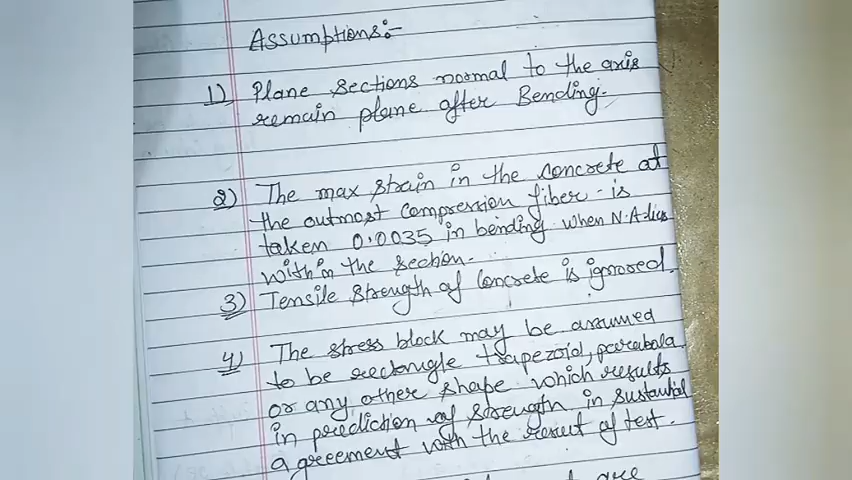 Assumptions:-
1) Plane sections normal to the axis
remain plane after Bending.
2) The max strain in the concrete at
the outmost compression fiber is
taken 0.0035 in bending when N.A lies
within the section.
3) Tensile strength of concrete is ignored.
4) The stress block may be assumed
to be rectangle trapezoid, parabola
or any other shape which results
in prediction of strength in sustantial
agreement with the result of test.
are